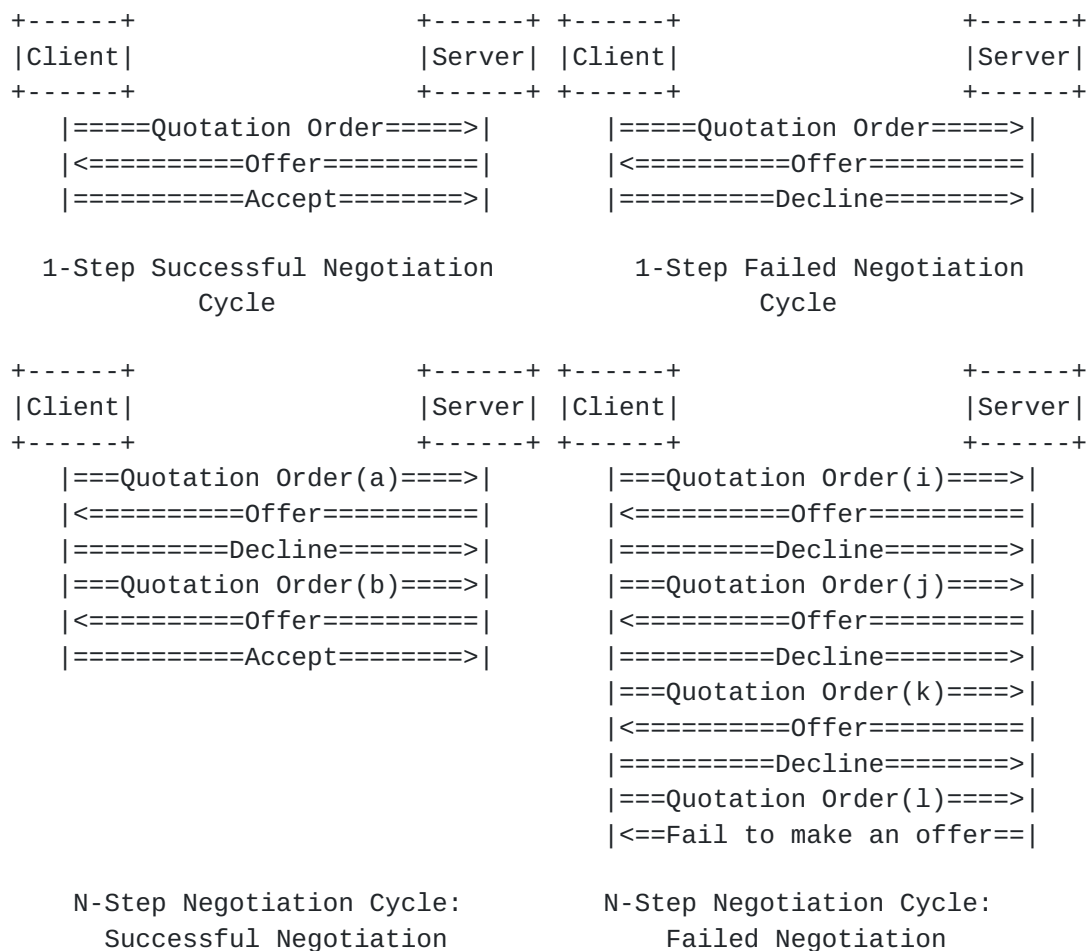 +------+                  +------+ +------+                  +------+
|Client|                  |Server| |Client|                  |Server|
+------+                  +------+ +------+                  +------+
   |=====Quotation Order=====>|       |=====Quotation Order=====>|
   |<==========Offer==========|       |<==========Offer==========|
   |===========Accept========>|       |==========Decline========>|

  1-Step Successful Negotiation         1-Step Failed Negotiation
            Cycle                               Cycle

+------+                  +------+ +------+                  +------+
|Client|                  |Server| |Client|                  |Server|
+------+                  +------+ +------+                  +------+
   |===Quotation Order(a)====>|       |===Quotation Order(i)====>|
   |<==========Offer==========|       |<==========Offer==========|
   |==========Decline========>|       |==========Decline========>|
   |===Quotation Order(b)====>|       |===Quotation Order(j)====>|
   |<==========Offer==========|       |<==========Offer==========|
   |===========Accept========>|       |==========Decline========>|
                                      |===Quotation Order(k)====>|
                                      |<==========Offer==========|
                                      |==========Decline========>|
                                      |===Quotation Order(l)====>|
                                      |<==Fail to make an offer==|

    N-Step Negotiation Cycle:         N-Step Negotiation Cycle:
      Successful Negotiation              Failed Negotiation